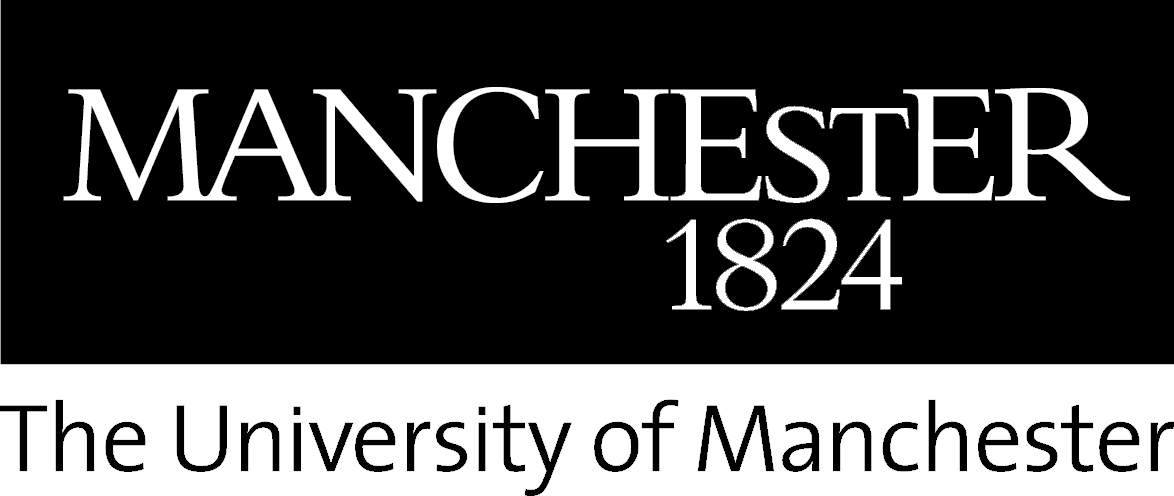 MANCHESTER
1824
The University of Manchester